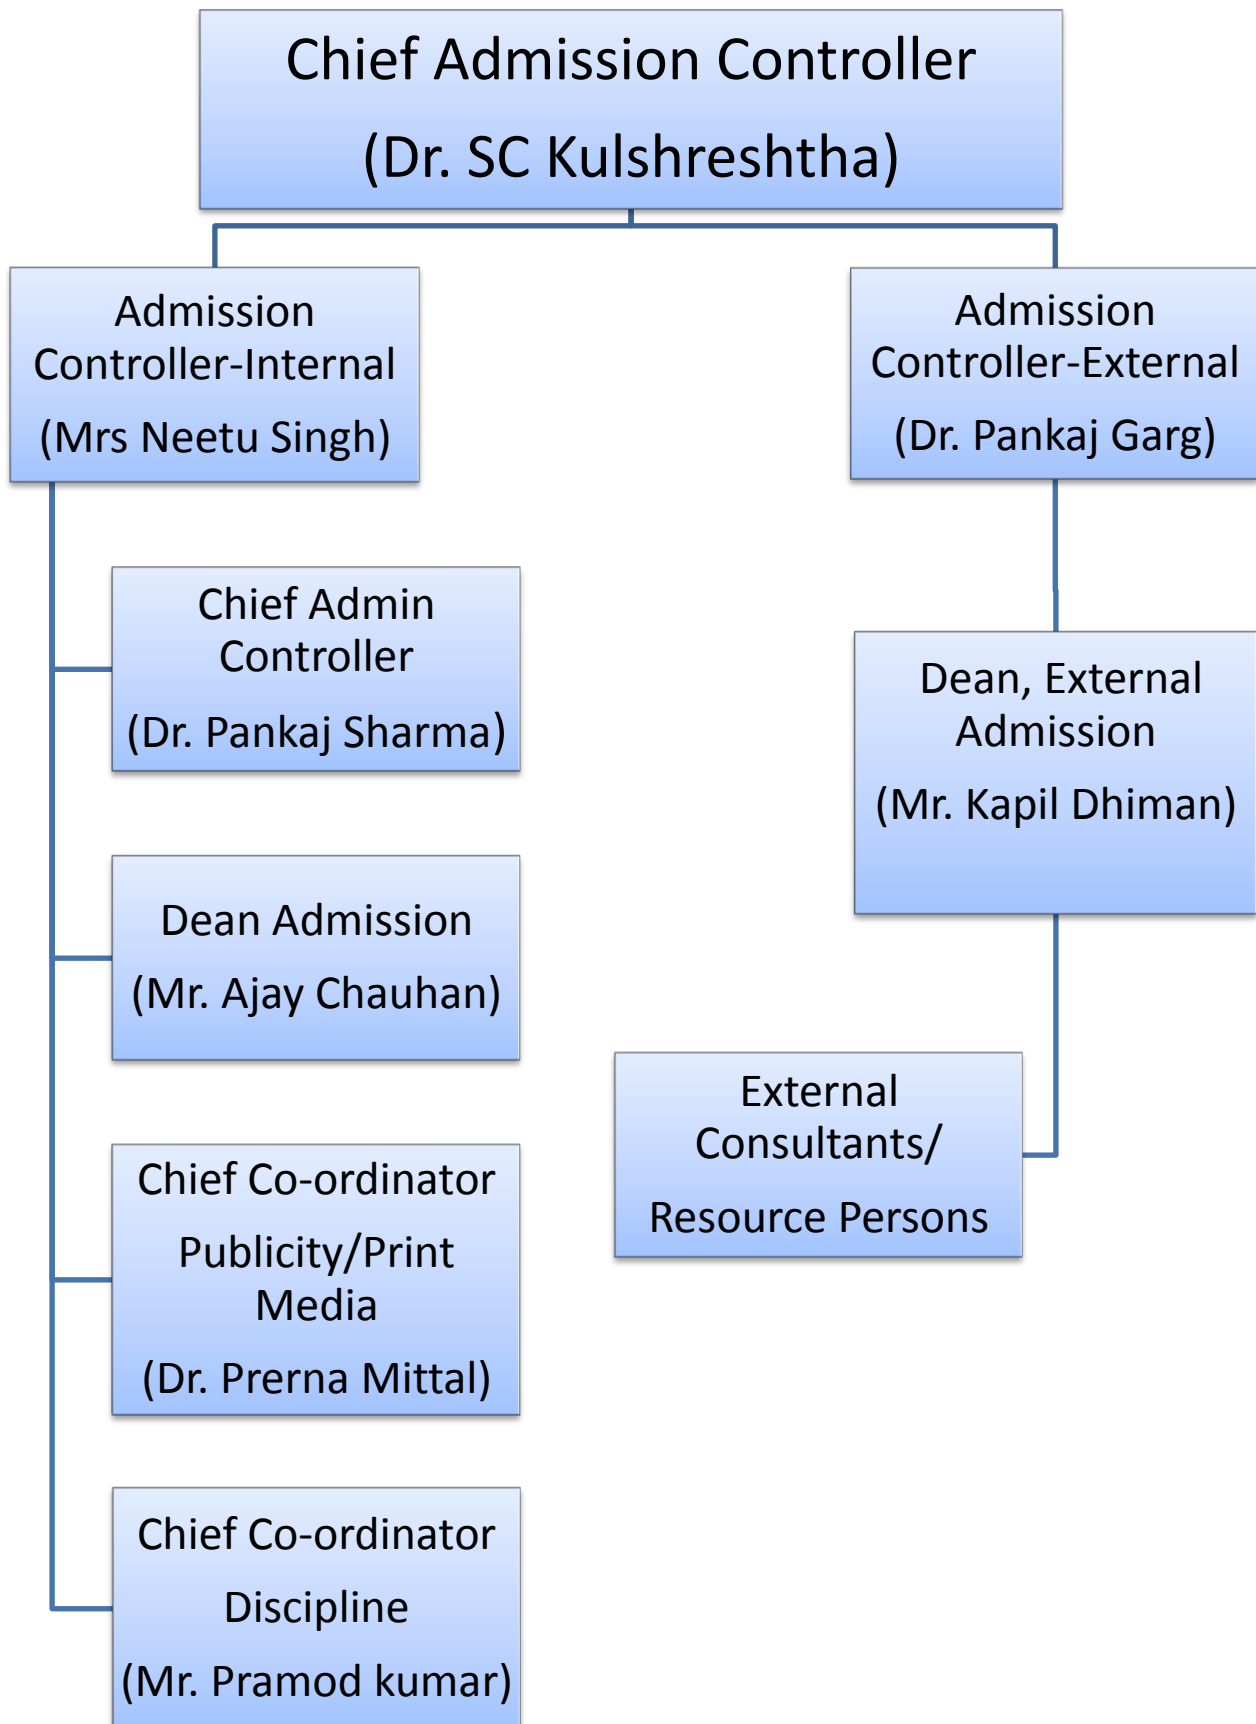 Chief Admission Controller
(Dr. SC Kulshreshtha)
Admission
Controller-Internal
(Mrs Neetu Singh)
Admission
Controller-External
(Dr. Pankaj Garg)
Chief Admin
Controller
(Dr. Pankaj Sharma)
Dean Admission
(Mr. Ajay Chauhan)
Chief Co-ordinator
Publicity/Print
Media
(Dr. Prerna Mittal)
Chief Co-ordinator
Discipline
(Mr. Pramod kumar)
Dean, External
Admission
(Mr. Kapil Dhiman)
External
Consultants/
Resource Persons